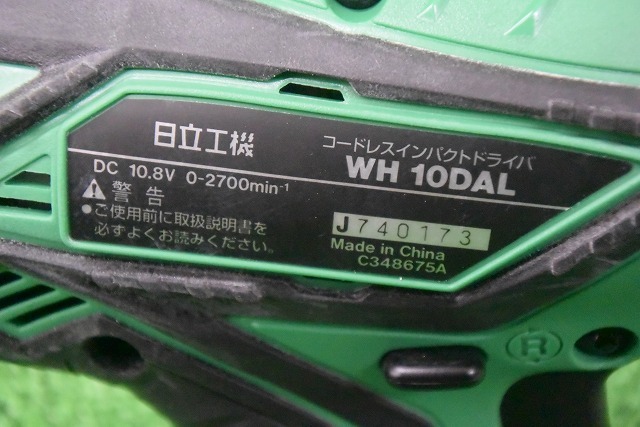 日立工機
コードレスインパクトドライバ
WH 10DAL
DC 10.8V 0-2700min-1
警告
●ご使用前に取扱説明書を
必ずよくお読みください。
J740173
Made in China
C348675A
R